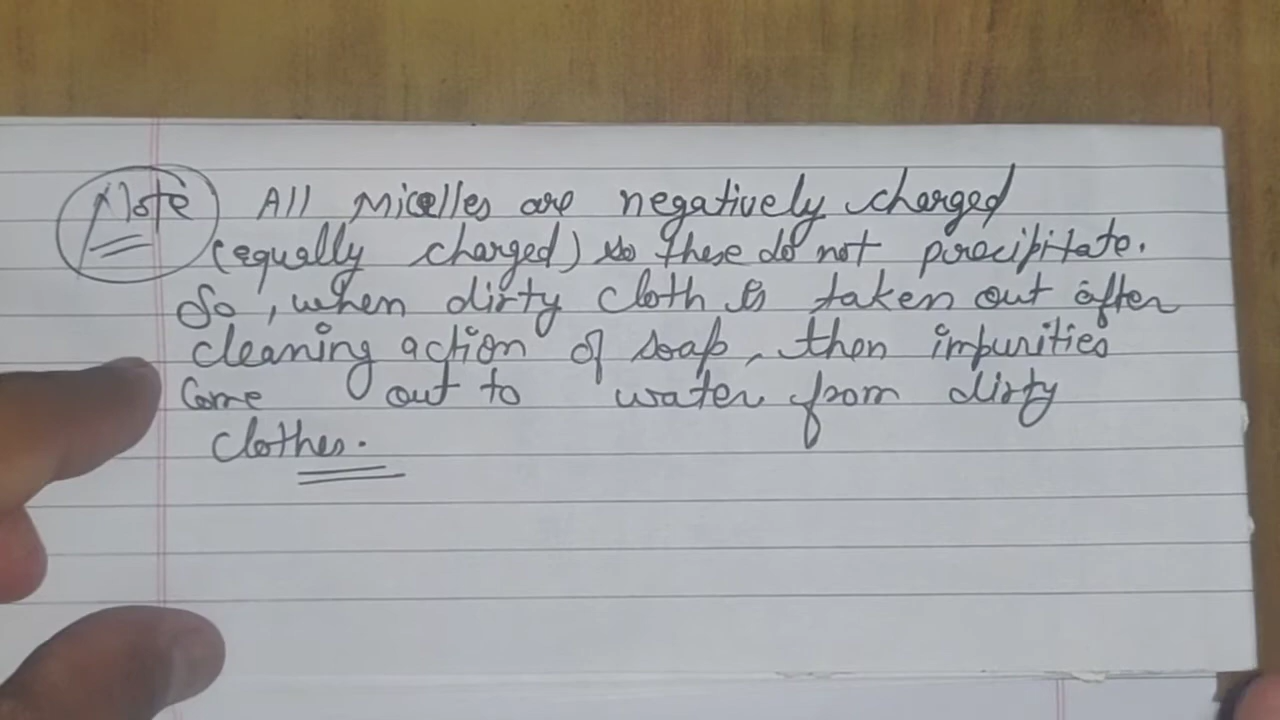 Note All Micelles are negatively charged
(equally charged) so these do not precipitate.
So, when dirty cloth is taken out after
cleaning action of soap, then impurities
Come out to water from dirty
clothes.